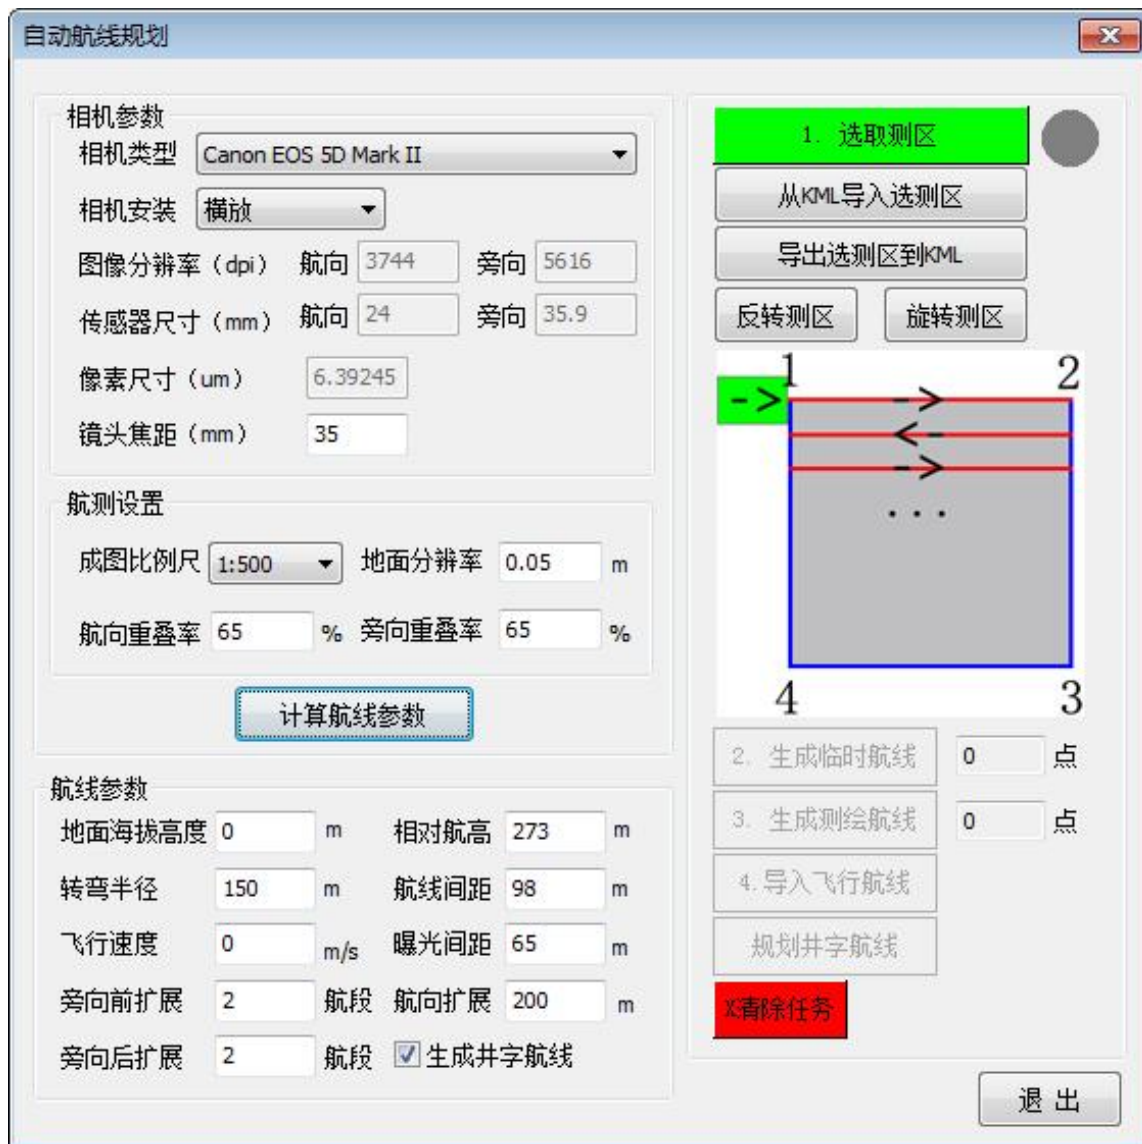 自动航线规划
相机参数
相机类型 Canon EOS 5D Mark II
相机安装 横放
图像分辨率（dpi） 航向 3744 旁向 5616
传感器尺寸（mm） 航向 24 旁向 35.9
像素尺寸（um） 6.39245
镜头焦距（mm） 35
航测设置
成图比例尺 1:500 地面分辨率 0.05 m
航向重叠率 65 % 旁向重叠率 65 %
计算航线参数
航线参数
地面海拔高度 0 m 相对航高 273 m
转弯半径 150 m 航线间距 98 m
飞行速度 0 m/s 曝光间距 65 m
旁向前扩展 2 航段 航向扩展 200 m
旁向后扩展 2 航段 生成井字航线
1. 选取测区
从KML导入选测区
导出选测区到KML
反转测区 旋转测区
1 2
->
->
<-
->
...
4 3
2. 生成临时航线 0 点
3. 生成测绘航线 0 点
4.导入飞行航线
规划井字航线
X清除任务
退 出